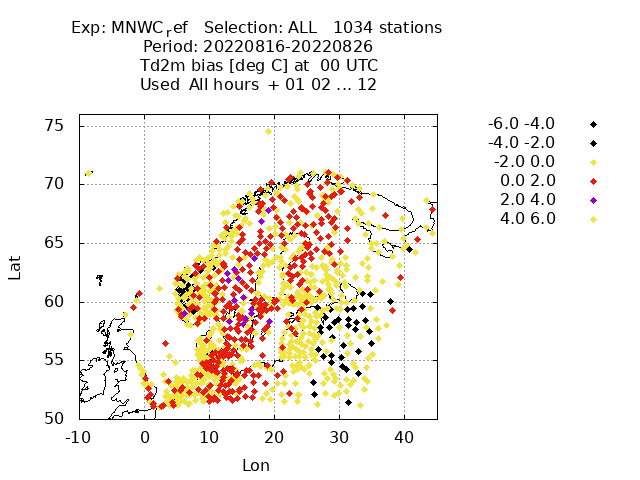 Exp: MNWCref   Selection: ALL   1034 stations
Period: 20220816-20220826
Td2m bias [deg C] at  00 UTC
Used  All hours  + 01 02 ... 12
-6.0 -4.0
-4.0 -2.0
-2.0 0.0
0.0 2.0
2.0 4.0
4.0 6.0
75
70
65
60
55
50
Lat
-10 0 10 20 30 40
Lon